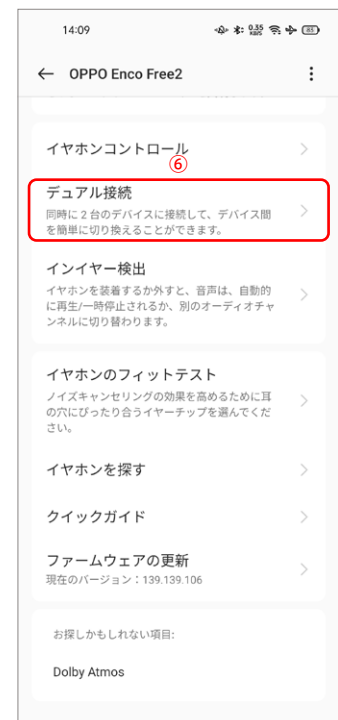 14:09 0.35 KB/S 85
← OPPO Enco Free2
イヤホンコントロール
⑥
デュアル接続
同時に 2 台のデバイスに接続して、デバイス間
を簡単に切り換えることができます。
インイヤー検出
イヤホンを装着するか外すと、音声は、自動的
に再生/一時停止されるか、別のオーディオチャ
ンネルに切り替わります。
イヤホンのフィットテスト
ノイズキャンセリングの効果を高めるために耳
の穴にぴったり合うイヤーチップを選んでくだ
さい。
イヤホンを探す
クイックガイド
ファームウェアの更新
現在のバージョン：139.139.106
お探しかもしれない項目:
Dolby Atmos